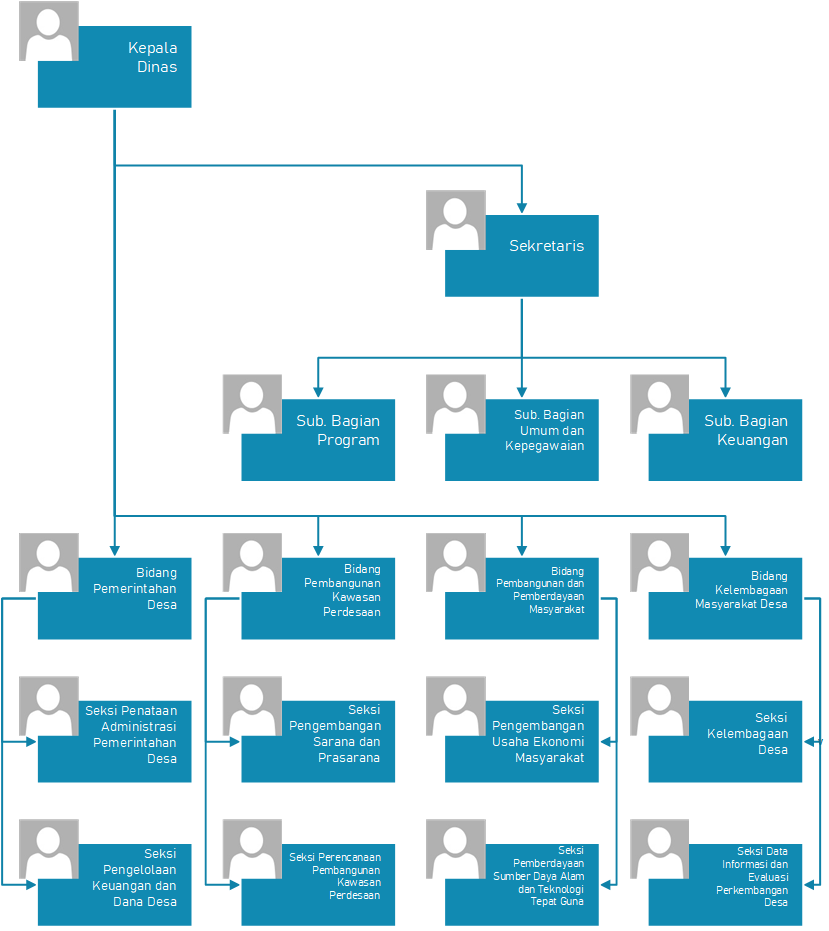 Kepala
Dinas
Sekretaris
Sub. Bagian
Program
Sub. Bagian
Umum dan
Kepegawaian
Sub. Bagian
Keuangan
Bidang
Pemerintahan
Desa
Bidang
Pembangunan
Kawasan
Perdesaan
Bidang
Pembangunan dan
Pemberdayaan
Masyarakat
Bidang
Kelembagaan
Masyarakat Desa
Seksi Penataan
Administrasi
Pemerintahan
Desa
Seksi
Pengembangan
Sarana dan
Prasarana
Seksi
Pengembangan
Usaha Ekonomi
Masyarakat
Seksi
Kelembagaan
Desa
Seksi
Pengelolaan
Keuangan dan
Dana Desa
Seksi Perencanaan
Pembangunan
Kawasan
Perdesaan
Seksi
Pemberdayaan
Sumber Daya Alam
dan Teknologi
Tepat Guna
Seksi Data
Informasi dan
Evaluasi
Perkembangan
Desa